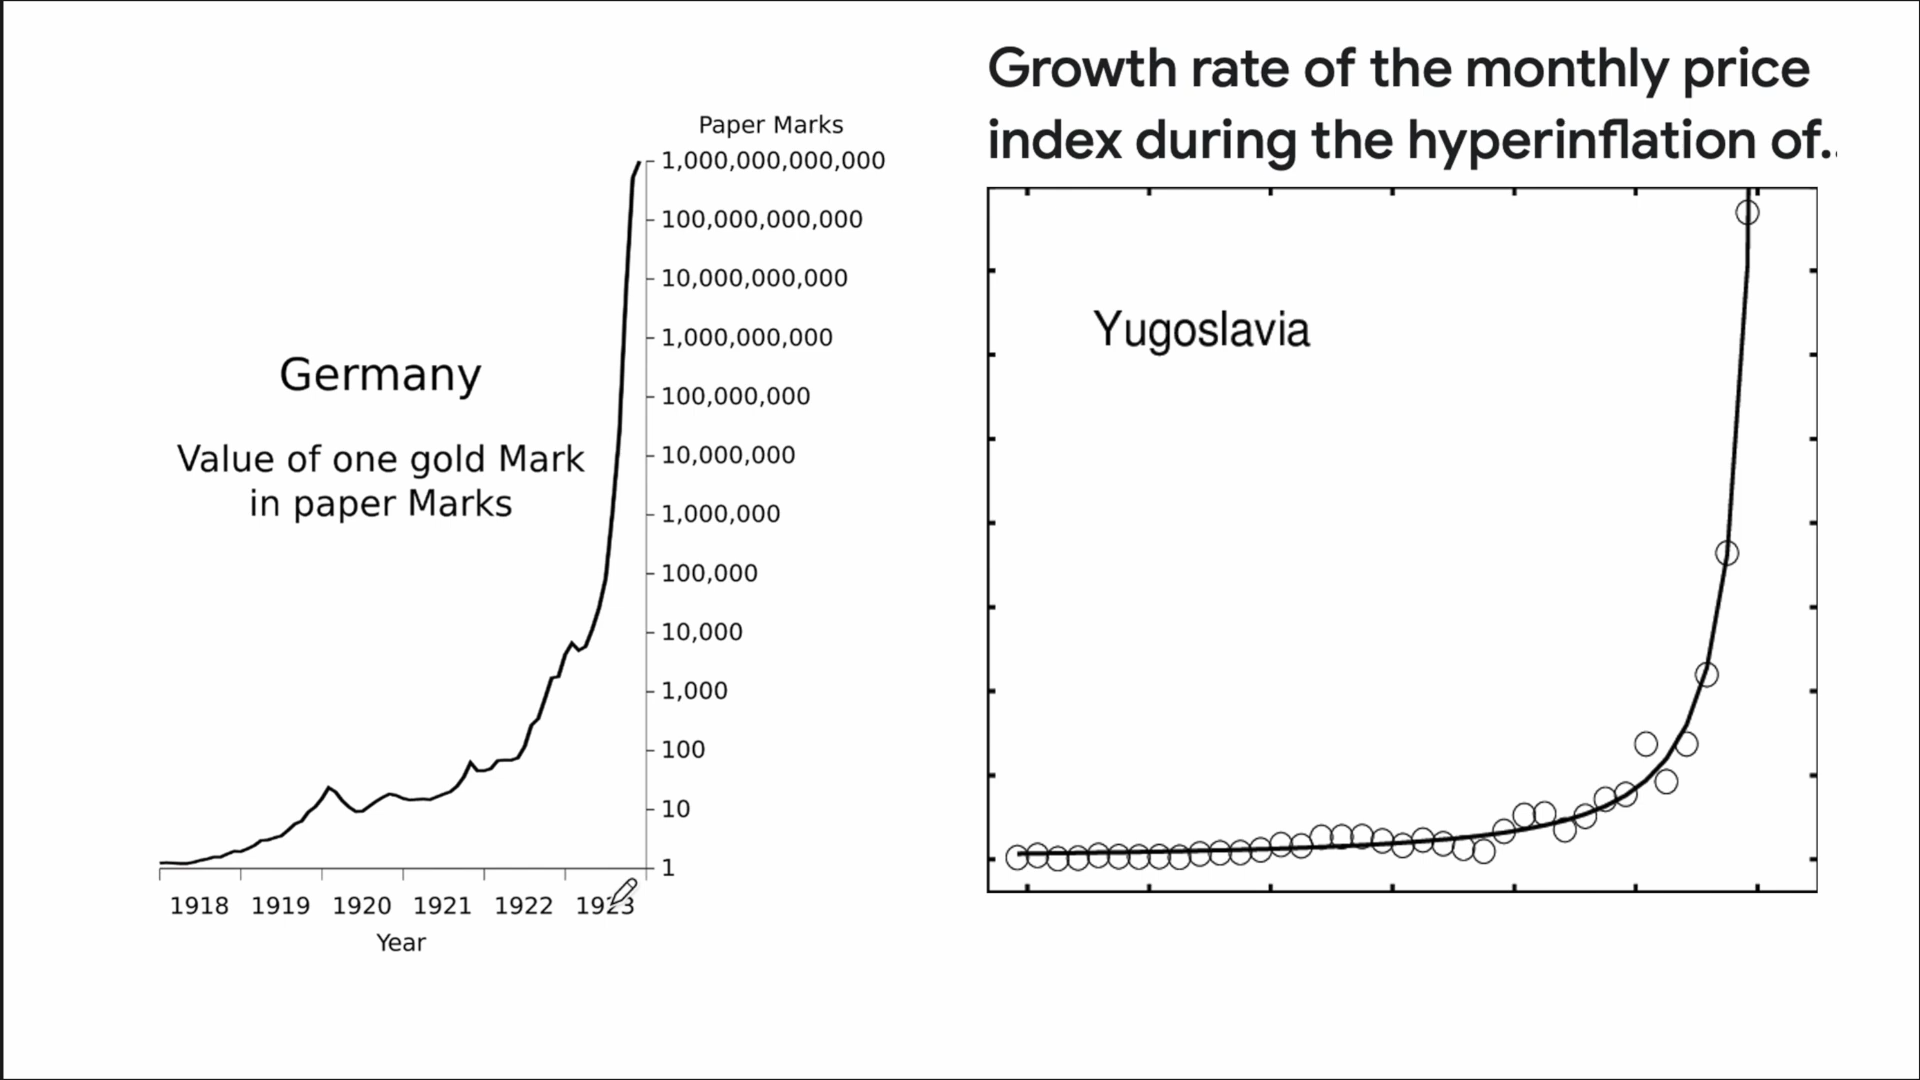 Growth rate of the monthly price
index during the hyperinflation of..
Paper Marks
1,000,000,000,000
100,000,000,000
10,000,000,000
1,000,000,000
100,000,000
10,000,000
1,000,000
100,000
10,000
1,000
100
10
1
Germany
Value of one gold Mark
in paper Marks
1918 1919 1920 1921 1922 1923
Year
Yugoslavia